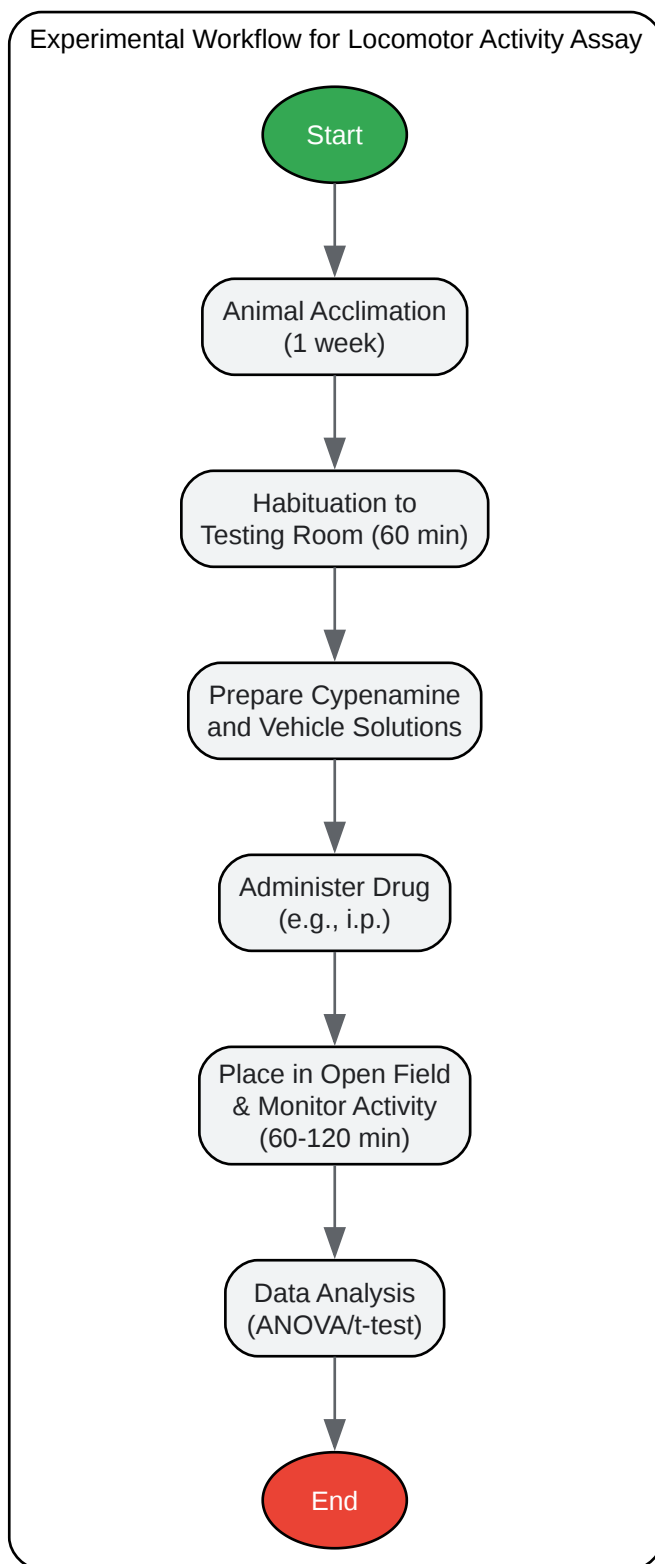 Experimental Workflow for Locomotor Activity Assay
Start
Animal Acclimation
(1 week)
Habituation to
Testing Room (60 min)
Prepare Cypenamine
and Vehicle Solutions
Administer Drug
(e.g., i.p.)
Place in Open Field
& Monitor Activity
(60-120 min)
Data Analysis
(ANOVA/t-test)
End